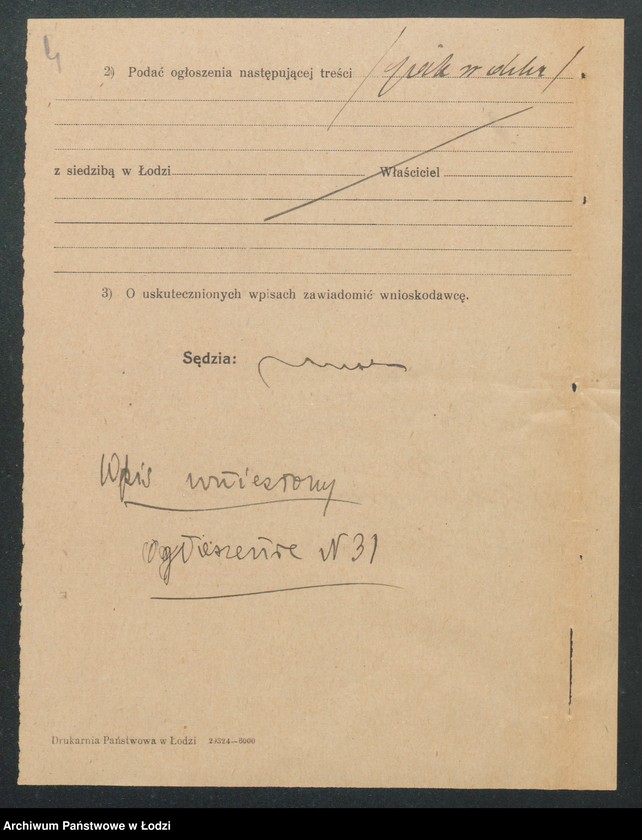 4
2) Podać ogłoszenia następującej treści /jak w
z siedzibą w Łodzi Właściciel
3) O uskutecznionych wpisach zawiadomić wnioskodawcę.
Sędzia:
Wpis wniesiony
ogłoszenie N 31
Drukarnia Państwowa w Łodzi
Archiwum Państwowe w Łodzi